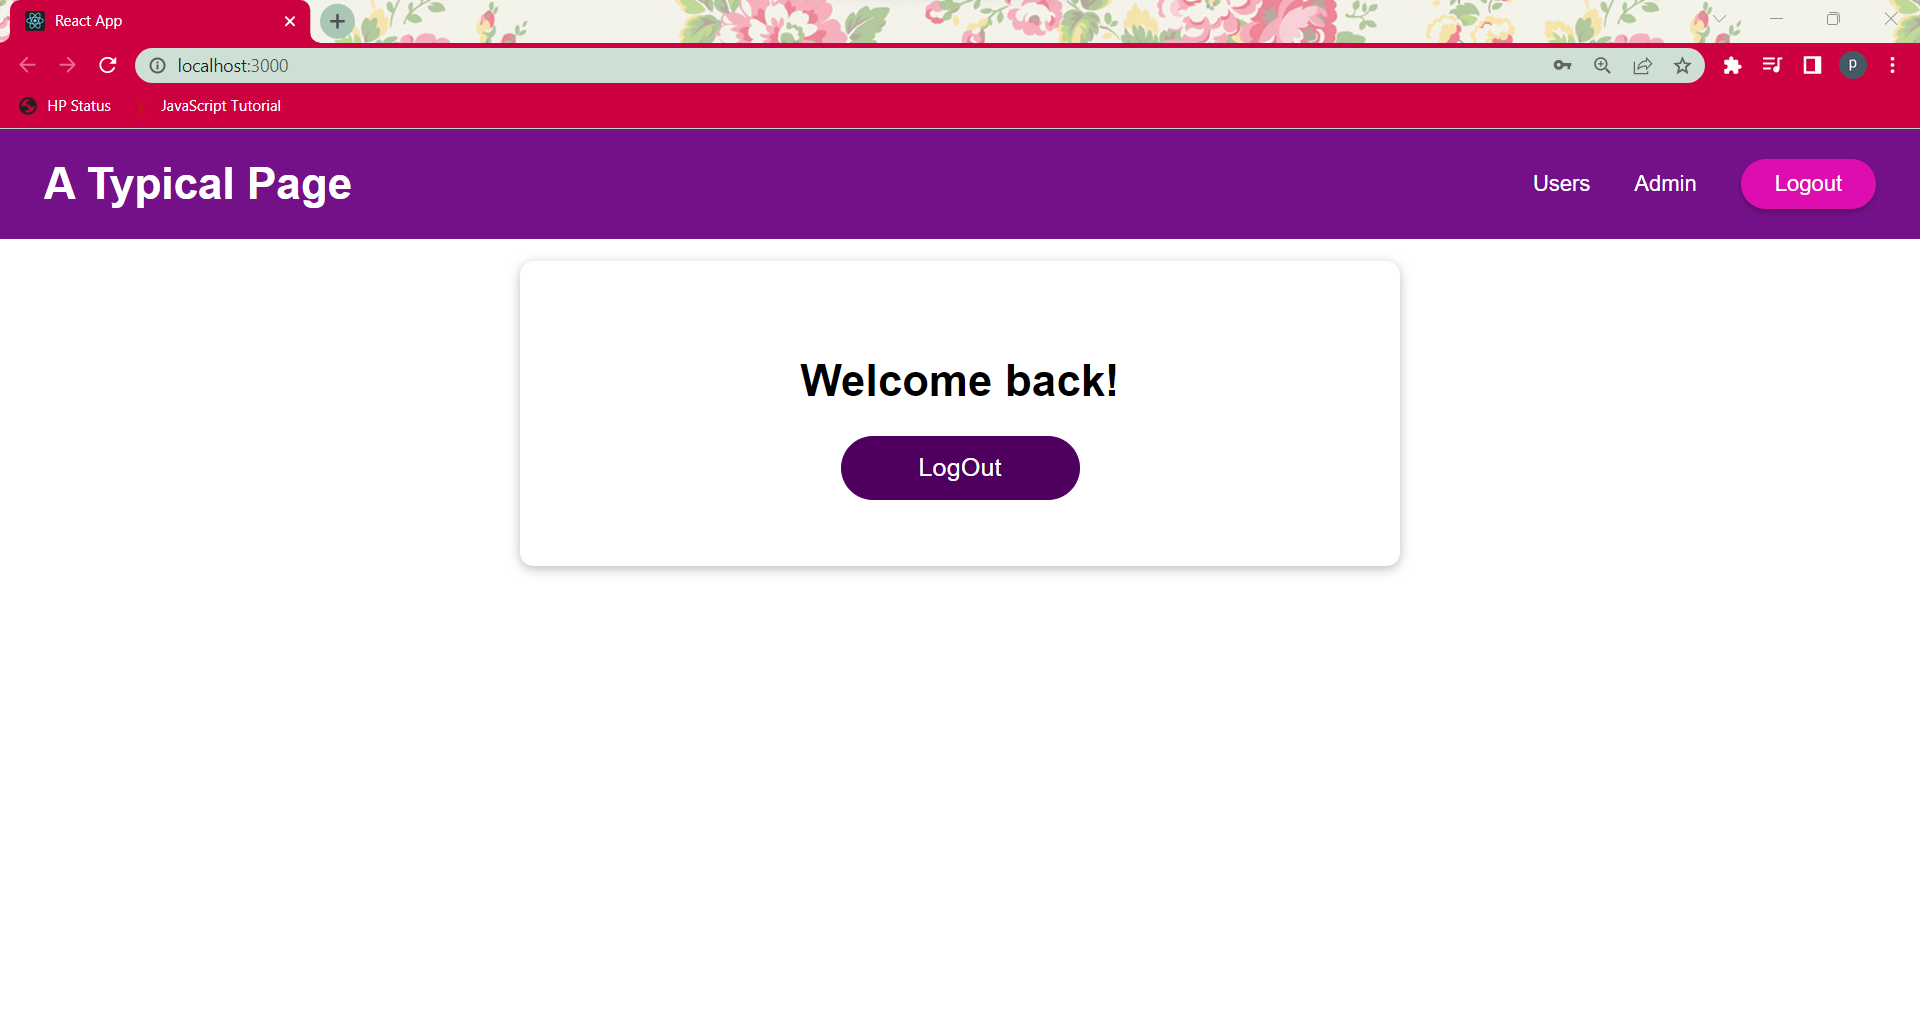 React App
localhost:3000
P
HP Status
JavaScript Tutorial
A Typical Page
Users
Admin
Logout
Welcome back!
LogOut